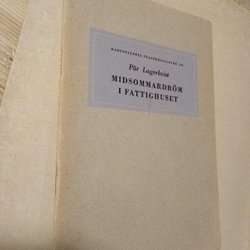 Pär Lagerkvist
MIDSOMMARDRÖM
I FATTIGHUSET